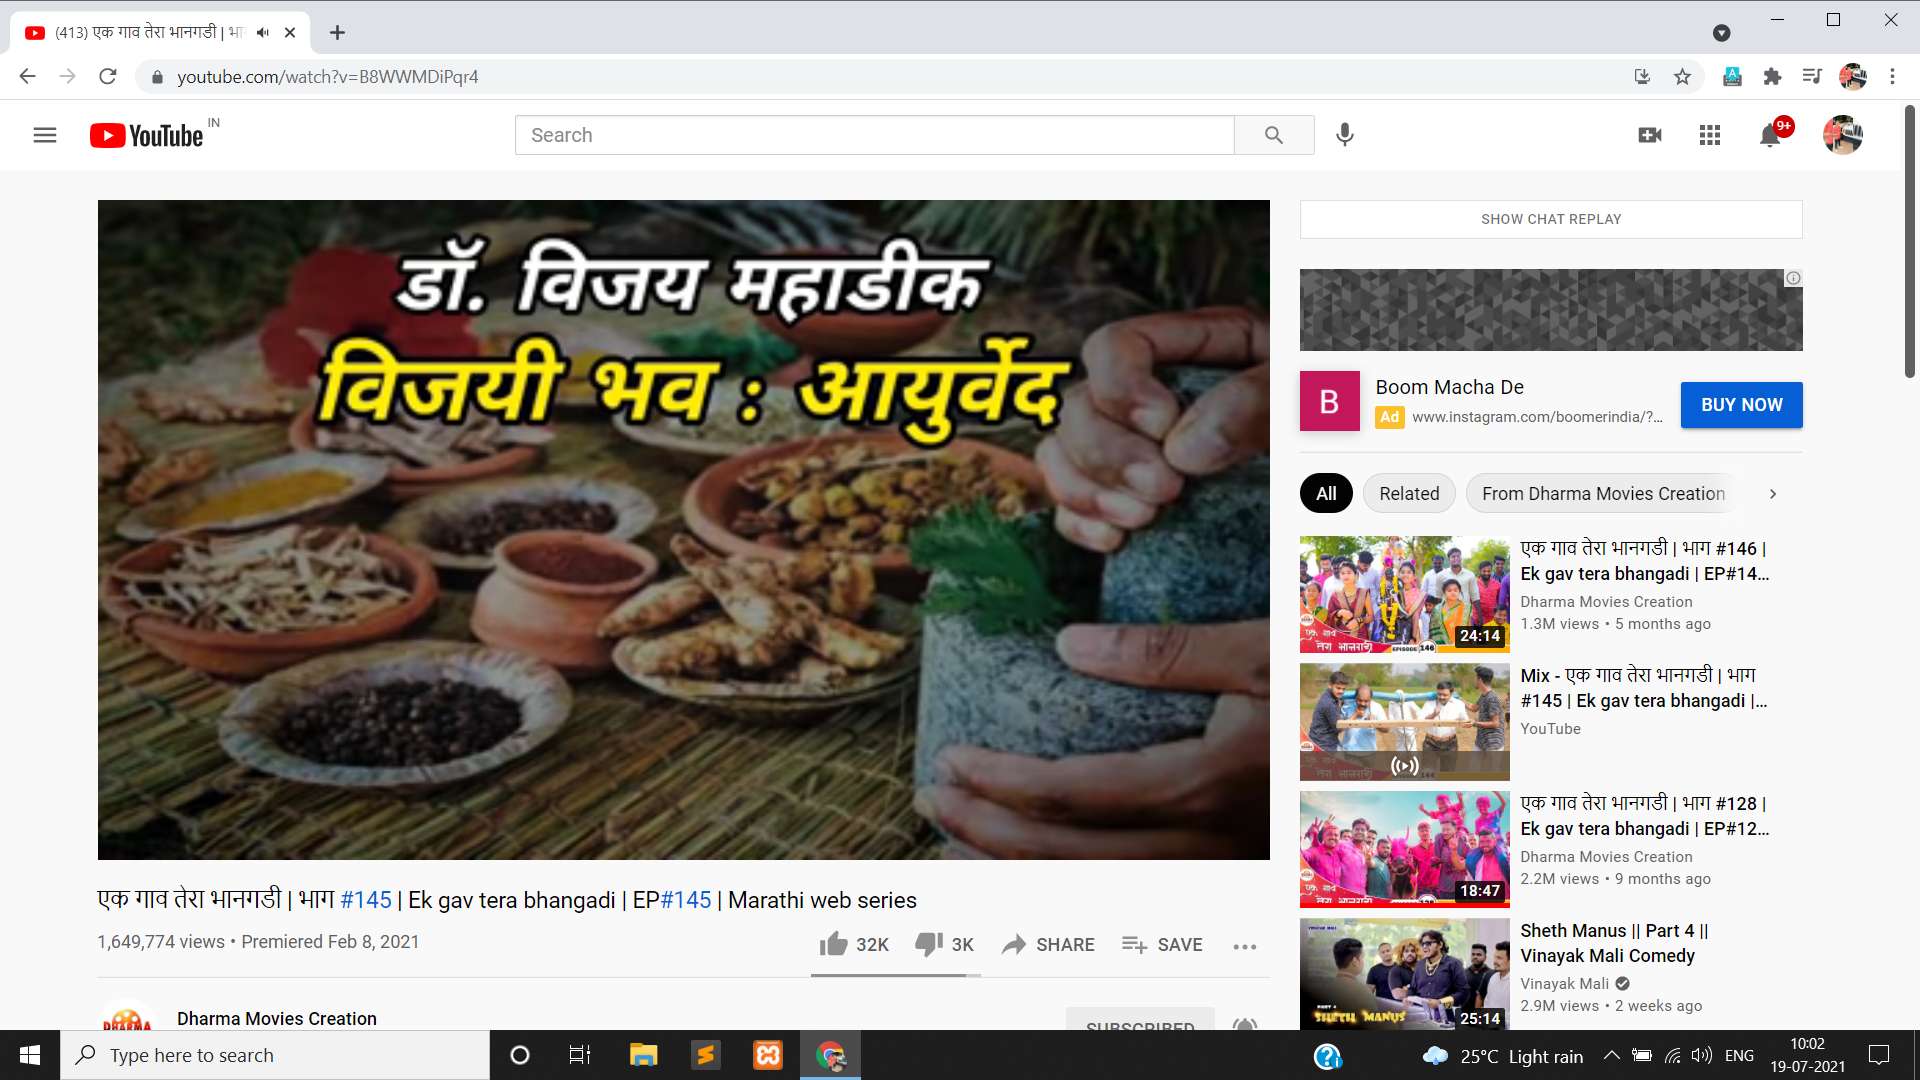 (413) एक गाव तेरा भानगडी | भा
youtube.com/watch?v=B8WWMDiPqr4
YouTube IN
Search
9+
डॉ. विजय महाडीक
विजयी भव : आयुर्वेद
SHOW CHAT REPLAY
B
Boom Macha De
Ad www.instagram.com/boomerindia/?...
BUY NOW
All Related From Dharma Movies Creation
एक गाव तेरा भानगडी | भाग #146 |
Ek gav tera bhangadi | EP#14...
Dharma Movies Creation
1.3M views • 5 months ago
EPISODE 146
24:14
Mix - एक गाव तेरा भानगडी | भाग
#145 | Ek gav tera bhangadi |...
YouTube
एक गाव तेरा भानगडी | भाग #128 |
Ek gav tera bhangadi | EP#12...
Dharma Movies Creation
2.2M views • 9 months ago
18:47
Sheth Manus || Part 4 ||
Vinayak Mali Comedy
Vinayak Mali
2.9M views • 2 weeks ago
PART 4
SHETH MANUS
25:14
एक गाव तेरा भानगडी | भाग #145 | Ek gav tera bhangadi | EP#145 | Marathi web series
1,649,774 views • Premiered Feb 8, 2021
32K 3K SHARE SAVE
DHARMA
Dharma Movies Creation
SUBSCRIBED
Type here to search
25°C Light rain
ENG
10:02
19-07-2021